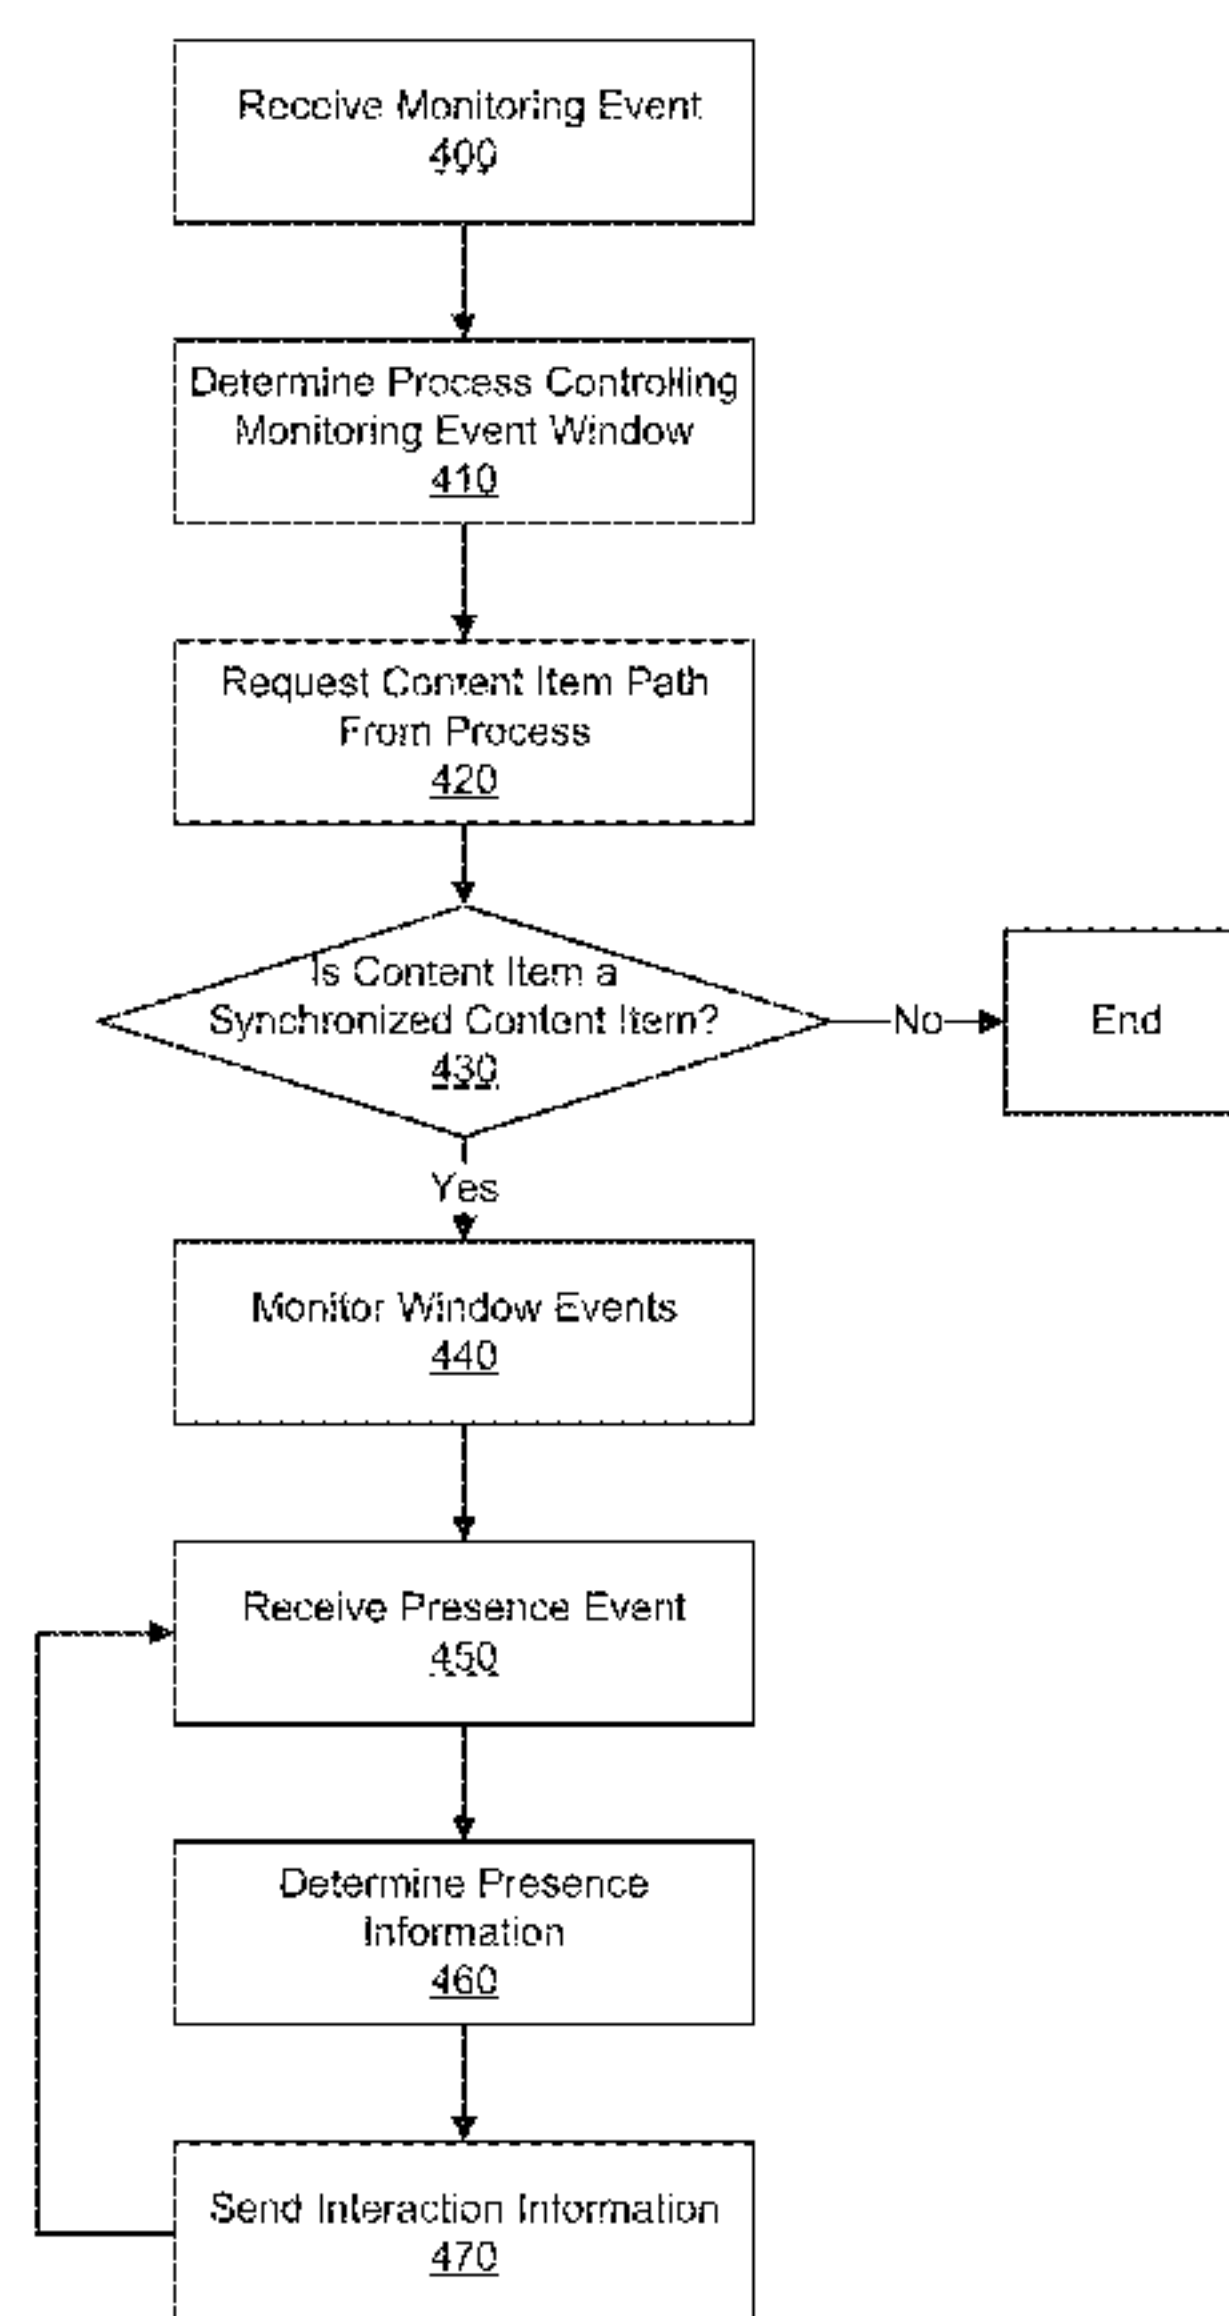 Receive Monitoring Event
400
Determine Process Controlling
Monitoring Event Window
410
Request Content Item Path
From Process
420
Is Content Item a
Synchronized Content Item?
430
No
End
Yes
Monitor Window Events
440
Receive Presence Event
450
Determine Presence
Information
460
Send Interaction Information
470